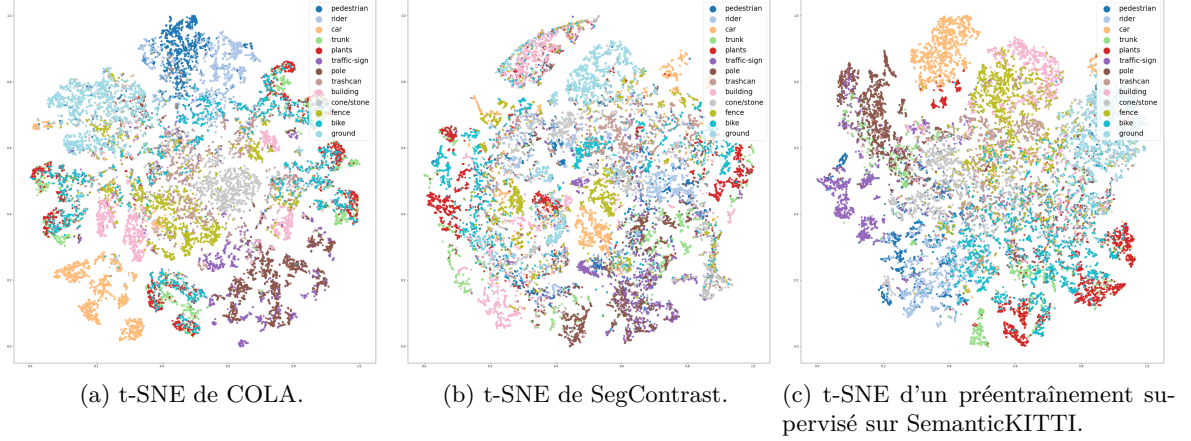 pedestrian
rider
car
trunk
plants
traffic-sign
pole
trashcan
building
cone/stone
fence
bike
ground
pedestrian
rider
car
trunk
plants
traffic-sign
pole
trashcan
building
cone/stone
fence
bike
ground
pedestrian
rider
car
trunk
plants
traffic-sign
pole
trashcan
building
cone/stone
fence
bike
ground
(a) t-SNE de COLA.
(b) t-SNE de SegContrast.
(c) t-SNE d'un préentraînement su-
pervisé sur SemanticKITTI.